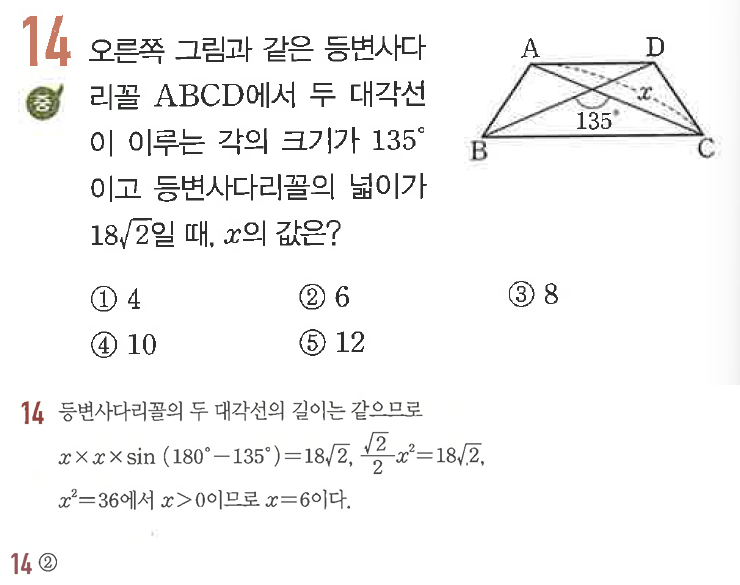 14 오른쪽 그림과 같은 등변사다
중 리꼴 ABCD에서 두 대각선
이 이루는 각의 크기가 135°
이고 등변사다리꼴의 넓이가
18√2일 때, x의 값은?
A D
x
135°
B C
① 4 ② 6 ③ 8
④ 10 ⑤ 12
14 등변사다리꼴의 두 대각선의 길이는 같으므로
x×x×sin (180°−135°)=18√2, √2/2 x²=18√2,
x²=36에서 x>0이므로 x=6이다.
14 ②